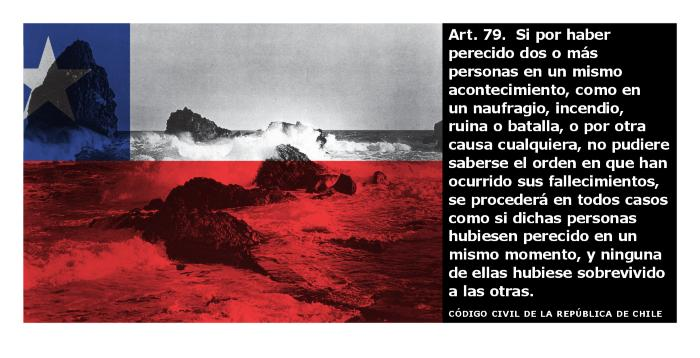 Art. 79. Si por haber
perecido dos o más
personas en un mismo
acontecimiento, como en
un naufragio, incendio,
ruina o batalla, o por otra
causa cualquiera, no pudiere
saberse el orden en que han
ocurrido sus fallecimientos,
se procederá en todos casos
como si dichas personas
hubiesen perecido en un
mismo momento, y ninguna
de ellas hubiese sobrevivido
a las otras.
CÓDIGO CIVIL DE LA REPÚBLICA DE CHILE